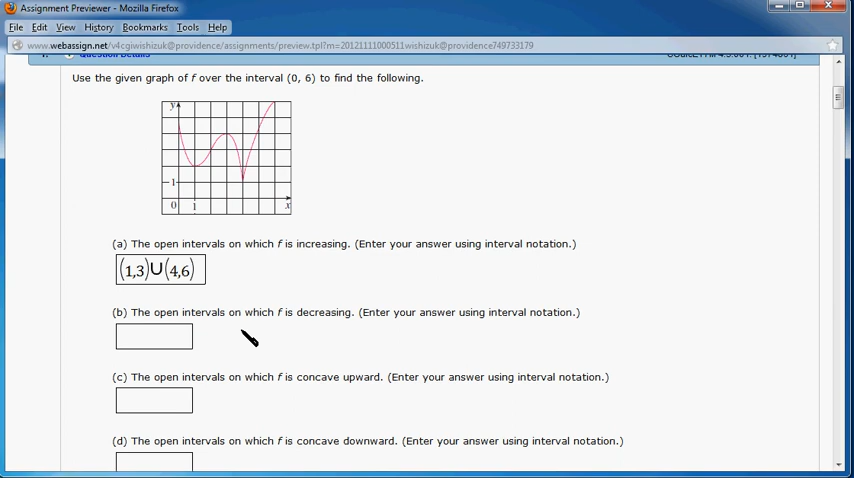 Assignment Previewer - Mozilla Firefox
File Edit View History Bookmarks Tools Help
www.webassign.net/v4cgiwishizuk@providence/assignments/preview.tpl?m=20121111000511wishizuk@providence749733179
Question Details
Use the given graph of f over the interval (0, 6) to find the following.
y
1
0 1 x
(a) The open intervals on which f is increasing. (Enter your answer using interval notation.)
(1,3)∪(4,6)
(b) The open intervals on which f is decreasing. (Enter your answer using interval notation.)
(c) The open intervals on which f is concave upward. (Enter your answer using interval notation.)
(d) The open intervals on which f is concave downward. (Enter your answer using interval notation.)